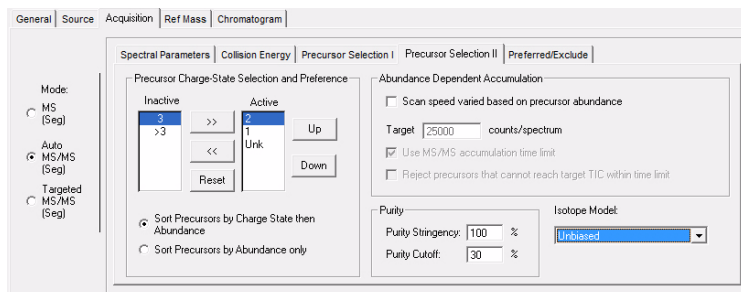 General Source Acquisition Ref Mass Chromatogram
Spectral Parameters Collision Energy Precursor Selection I Precursor Selection II Preferred/Exclude
Mode:
MS
(Seg)
Auto
MS/MS
(Seg)
Targeted
MS/MS
(Seg)
Precursor Charge-State Selection and Preference
Inactive Active
3
>3
>>
<<
Reset
2
1
Unk
Up
Down
Sort Precursors by Charge State then
Abundance
Sort Precursors by Abundance only
Abundance Dependent Accumulation
Scan speed varied based on precursor abundance
Target 25000 counts/spectrum
Use MS/MS accumulation time limit
Reject precursors that cannot reach target TIC within time limit
Purity
Purity Stringency: 100 %
Purity Cutoff: 30 %
Isotope Model:
Unbiased